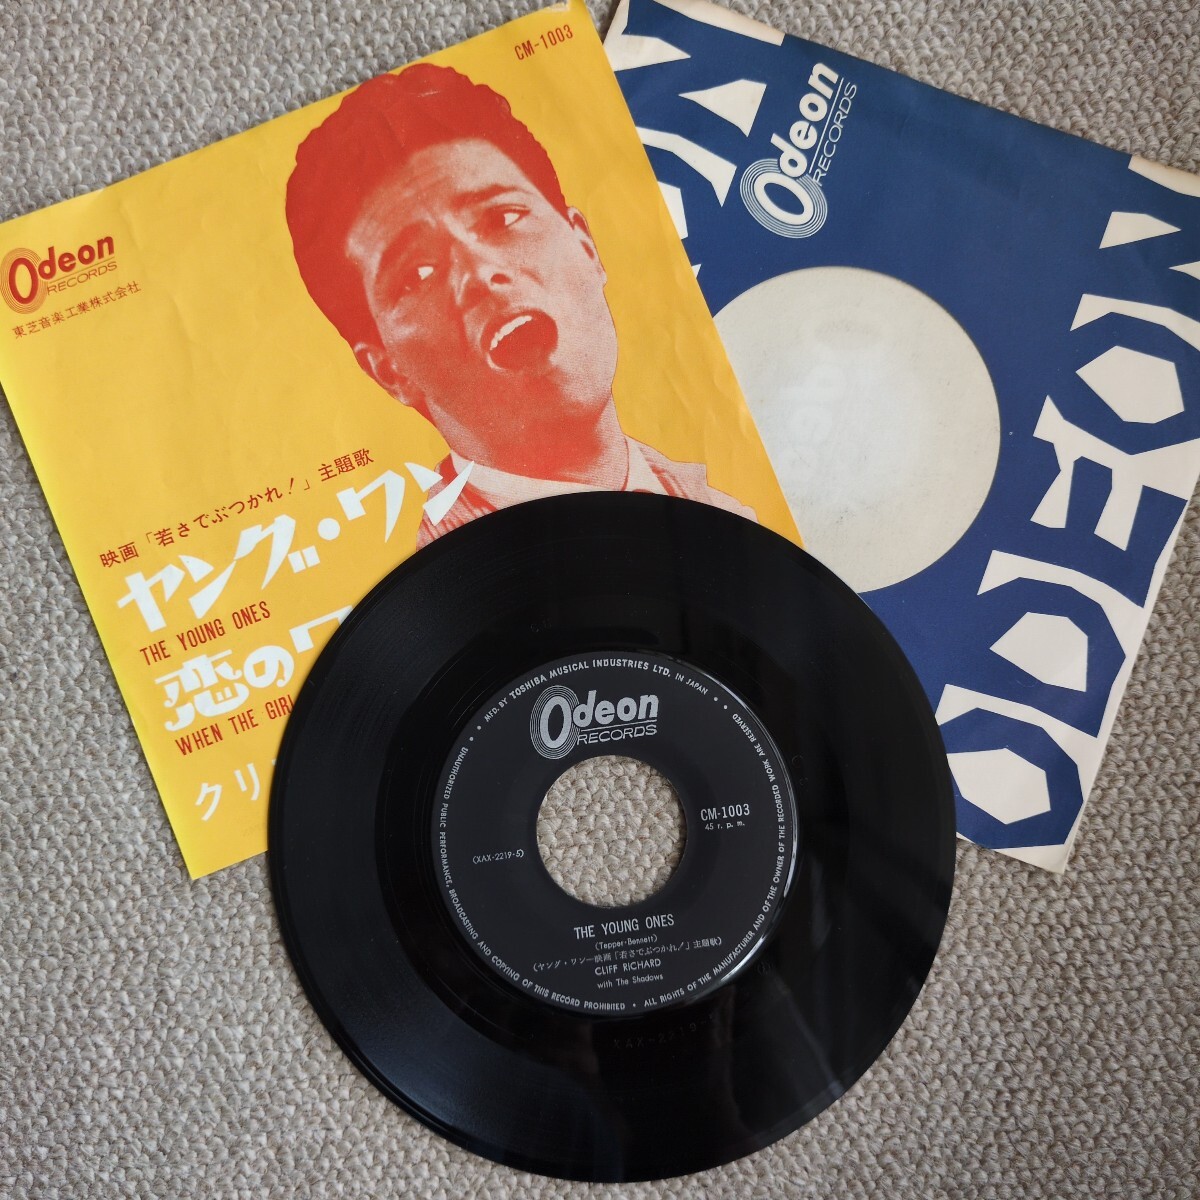 CM-1003
Odeon
RECORDS
東芝音楽工業株式会社
映画「若さでぶつかれ!」主題歌
ヤング・ワン
THE YOUNG ONES
恋の
WHEN THE GIRL
クリ
Odeon
RECORDS
ODEON
MFD. BY TOSHIBA MUSICAL INDUSTRIES LTD. IN JAPAN
Odeon
RECORDS
CM-1003
45 r. p. m.
(XAX-2219-5)
THE YOUNG ONES
(Tepper-Bennett)
(ヤング・ワン―映画「若さでぶつかれ!」主題歌)
CLIFF RICHARD
with The Shadows
UNAUTHORIZED PUBLIC PERFORMANCE, BROADCASTING AND COPYING OF THIS RECORD PROHIBITED • ALL RIGHTS OF THE MANUFACTURER AND OF THE OWNER OF THE RECORDED WORK ARE RESERVED